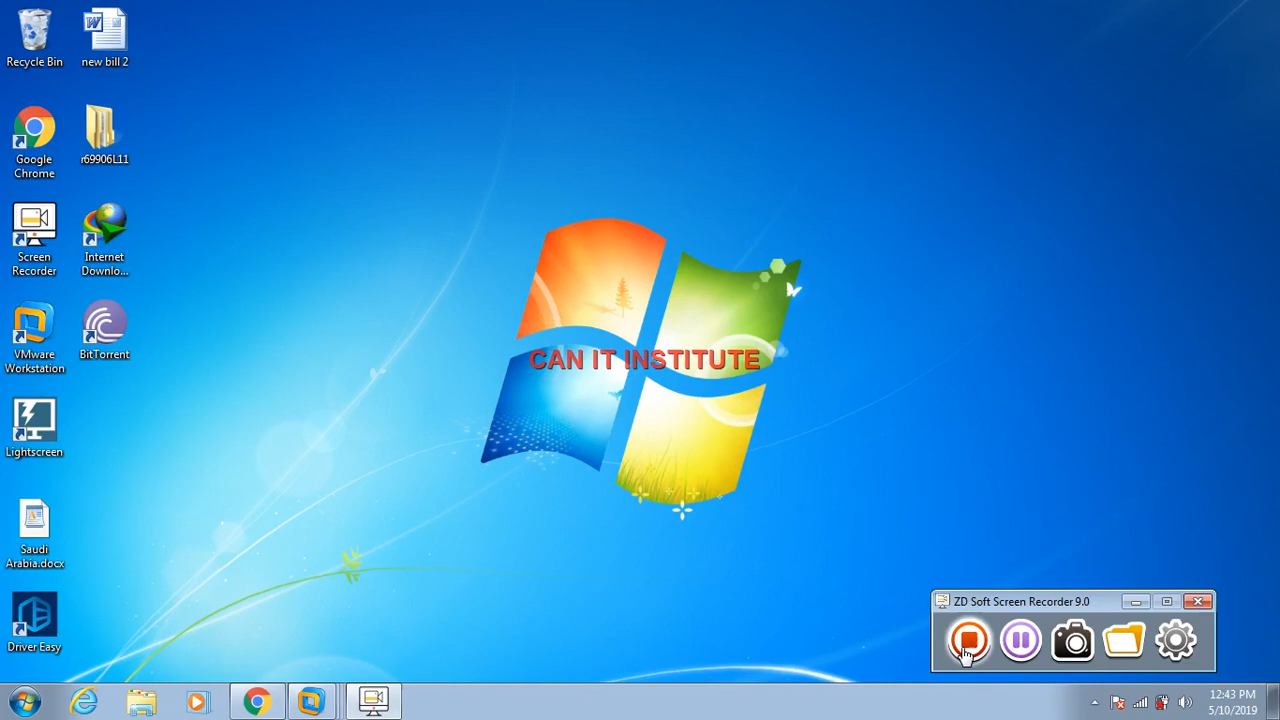 Recycle Bin
new bill 2
Google
Chrome
r69906L11
Screen
Recorder
Internet
Downlo...
VMware
Workstation
BitTorrent
Lightscreen
Saudi
Arabia.docx
Driver Easy
CAN IT INSTITUTE
ZD Soft Screen Recorder 9.0
12:43 PM
5/10/2019